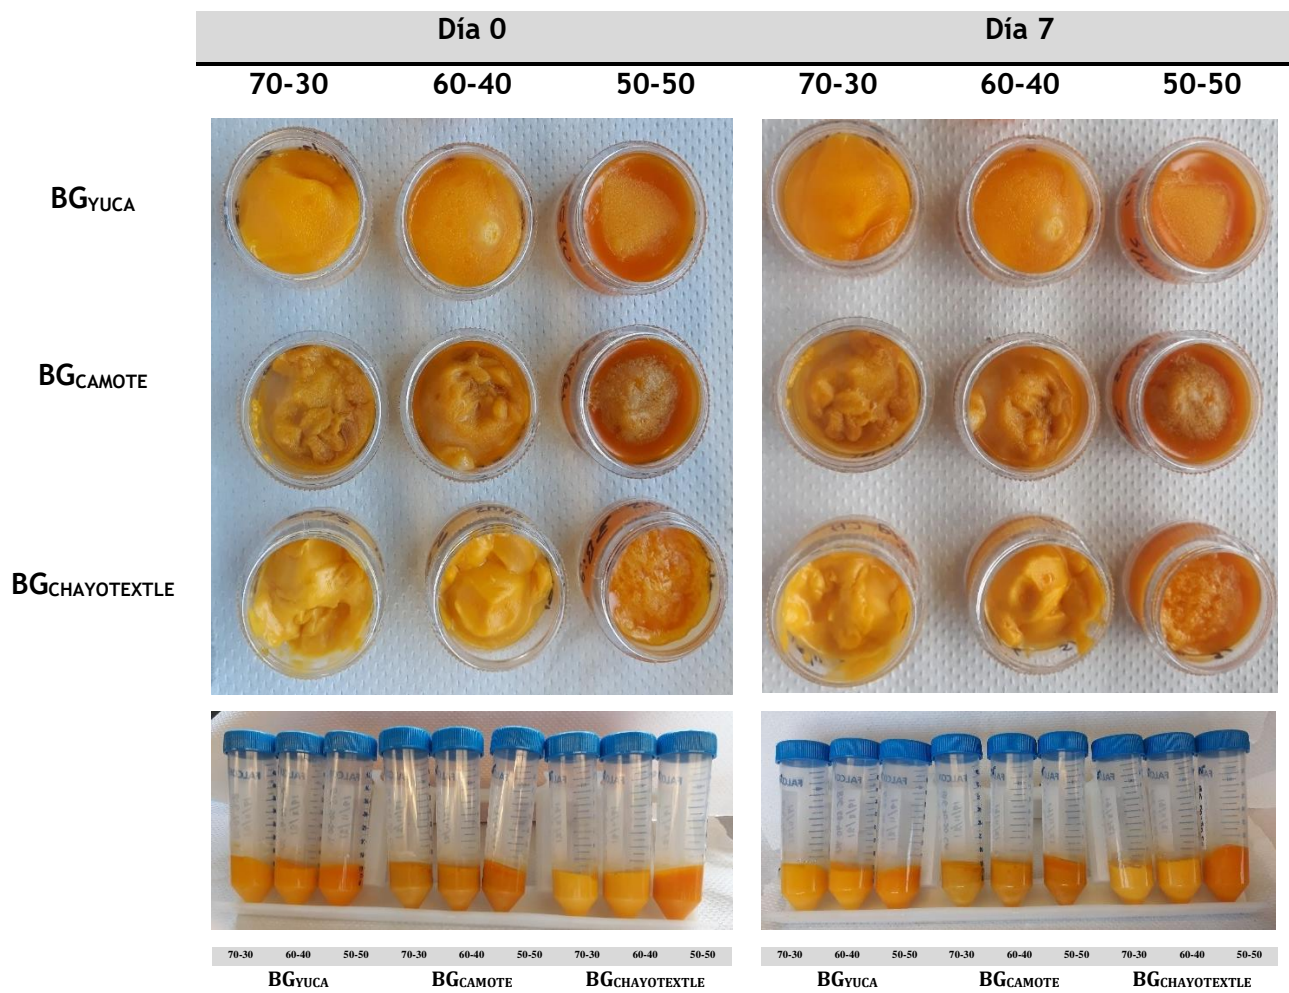 Día 0 Día 7
70-30 60-40 50-50 70-30 60-40 50-50
BGYUCA
BGCAMOTE
BGCHAYOTEXTLE
FALCON
70-30 60-40 50-50 70-30 60-40 50-50 70-30 60-40 50-50 70-30 60-40 50-50 70-30 60-40 50-50 70-30 60-40 50-50
BGYUCA BGCAMOTE BGCHAYOTEXTLE BGYUCA BGCAMOTE BGCHAYOTEXTLE